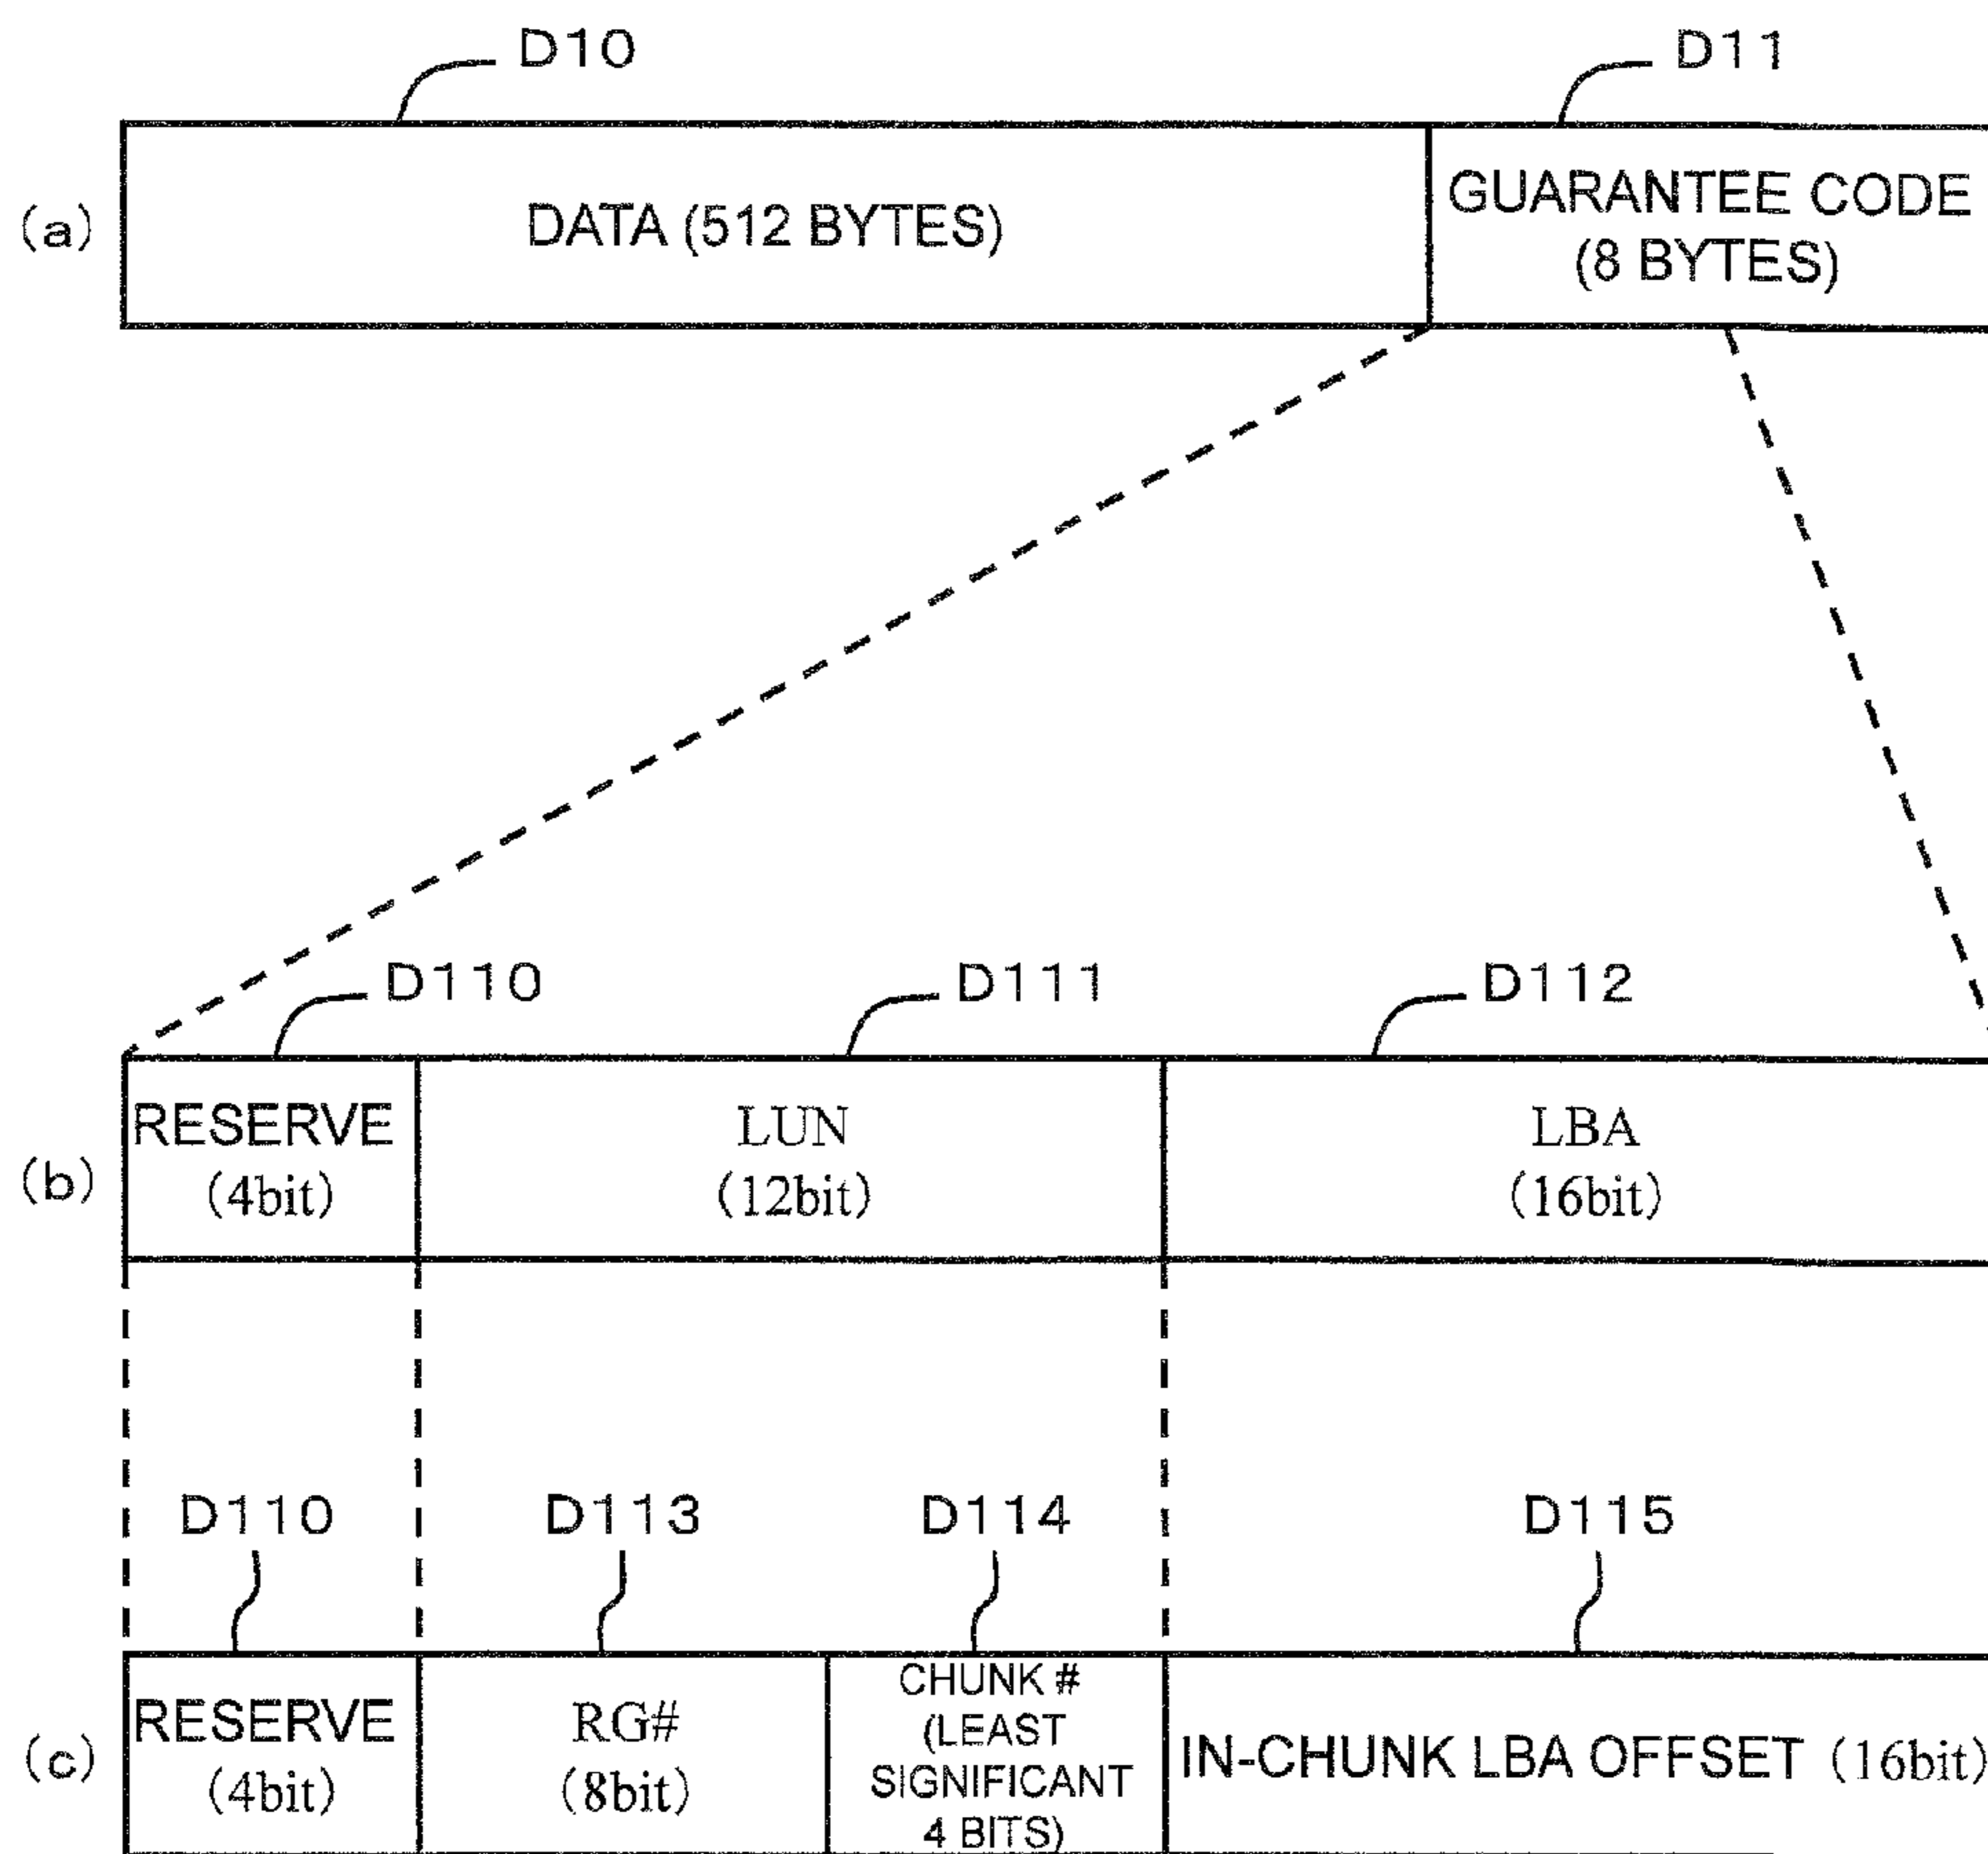 D10
D11
(a)
DATA (512 BYTES)
GUARANTEE CODE
(8 BYTES)
D110
D111
D112
(b)
RESERVE
(4bit)
LUN
(12bit)
LBA
(16bit)
D110
D113
D114
D115
(c)
RESERVE
(4bit)
RG#
(8bit)
CHUNK #
(LEAST
SIGNIFICANT
4 BITS)
IN-CHUNK LBA OFFSET (16bit)